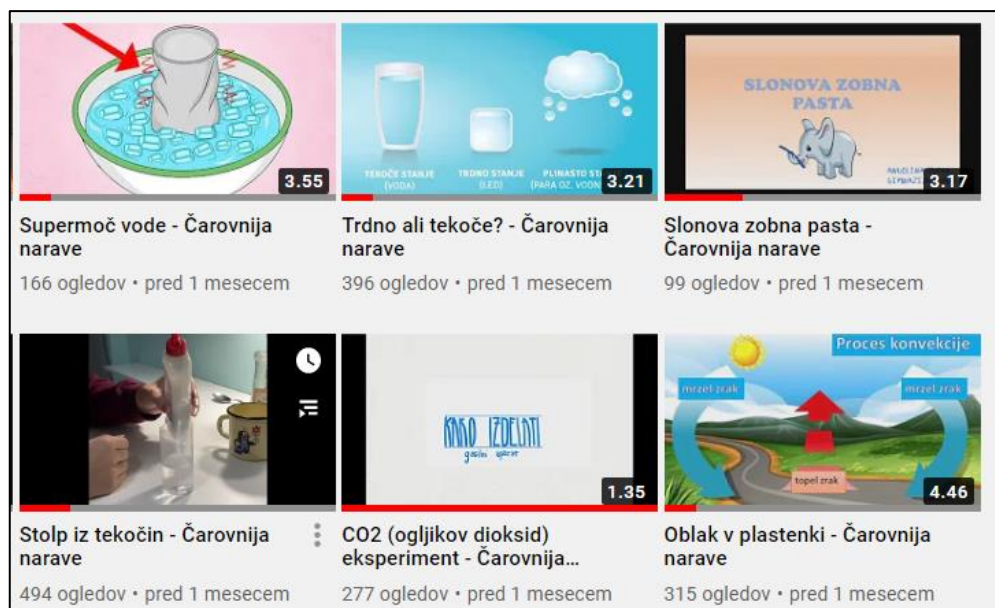 3.55
TEKOČE STANJE
(VODA)
TRDNO STANJE
(LED)
PLINASTO
(PARA OZ.
3.21
SLONOVA ZOBNA
PASTA
3.17
Supermoč vode - Čarovnija
narave
166 ogledov • pred 1 mesecem
Trdno ali tekoče? - Čarovnija
narave
396 ogledov • pred 1 mesecem
Slonova zobna pasta -
Čarovnija narave
99 ogledov • pred 1 mesecem
KAKO IZDELATI
gasilni aparat
1.35
Proces konvekcije
mrzel zrak
mrzel zrak
topel zrak
4.46
Stolp iz tekočin - Čarovnija
narave
494 ogledov • pred 1 mesecem
CO2 (ogljikov dioksid)
eksperiment - Čarovnija...
277 ogledov • pred 1 mesecem
Oblak v plastenki - Čarovnija
narave
315 ogledov • pred 1 mesecem